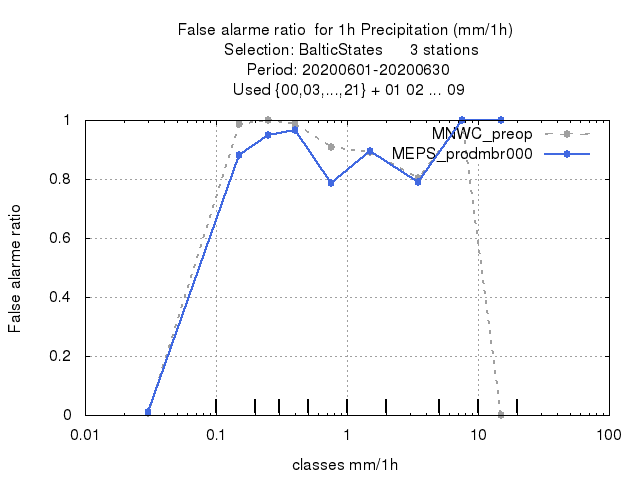 False alarme ratio  for 1h Precipitation (mm/1h)
Selection: BalticStates      3 stations
Period: 20200601-20200630
Used {00,03,...,21} + 01 02 ... 09
MNWC_preop
MEPS_prodmbr000
False alarme ratio
1
0.8
0.6
0.4
0.2
0
0.01 0.1 1 10 100
classes mm/1h